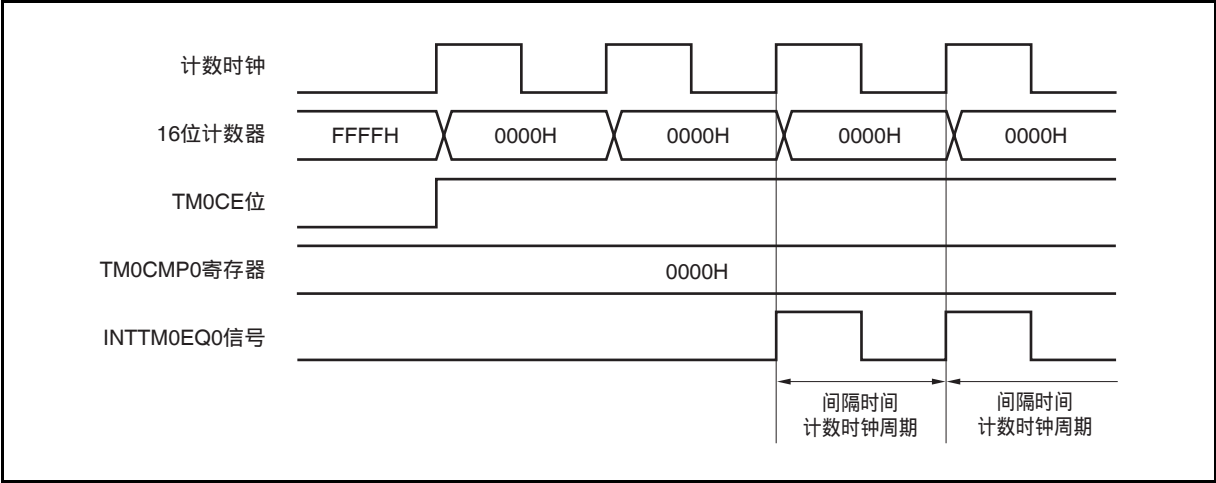 计数时钟
16位计数器
FFFFH 0000H 0000H 0000H 0000H
TM0CE位
TM0CMP0寄存器
0000H
INTTM0EQ0信号
间隔时间
计数时钟周期
间隔时间
计数时钟周期